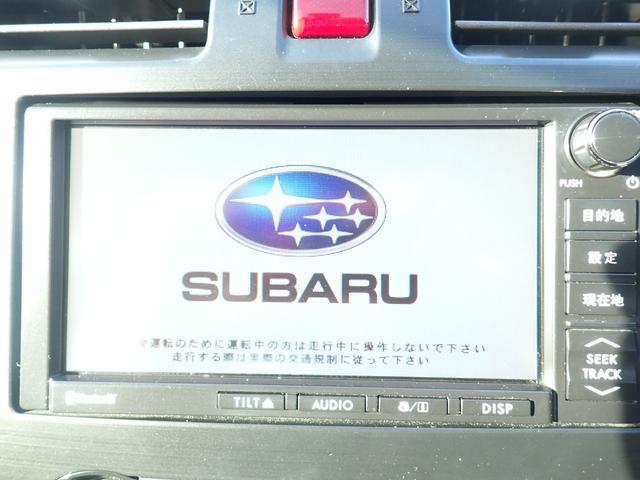 PUSH
目的地
設定
現在地
SUBARU
安全運転のために運転中の方は走行中に操作しないで下さい
走行する際は実際の交通規制に従って下さい
SEEK
TRACK
Bluetooth
TILT
AUDIO
DISP